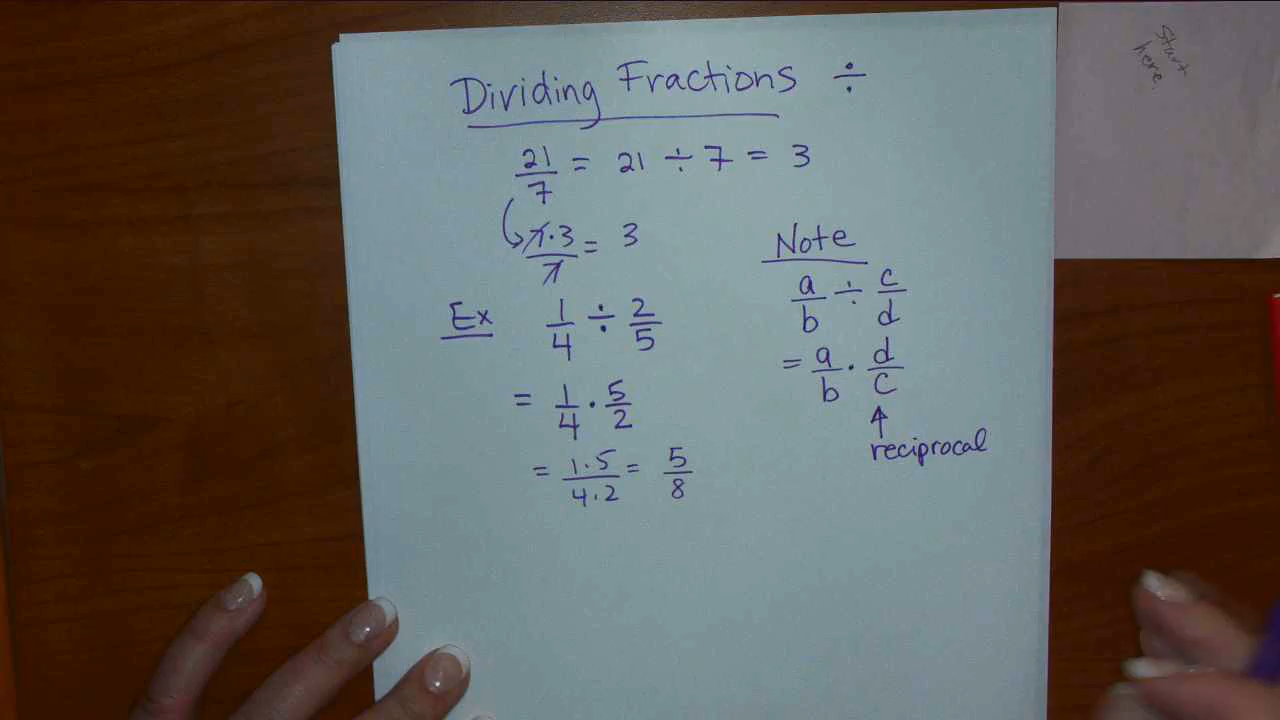 Dividing Fractions ÷
21/7 = 21 ÷ 7 = 3
7·3/7 = 3
Ex 1/4 ÷ 2/5
= 1/4 · 5/2
= 1·5/4·2 = 5/8
Note
a/b ÷ c/d
= a/b · d/c
↑
reciprocal
Start
here